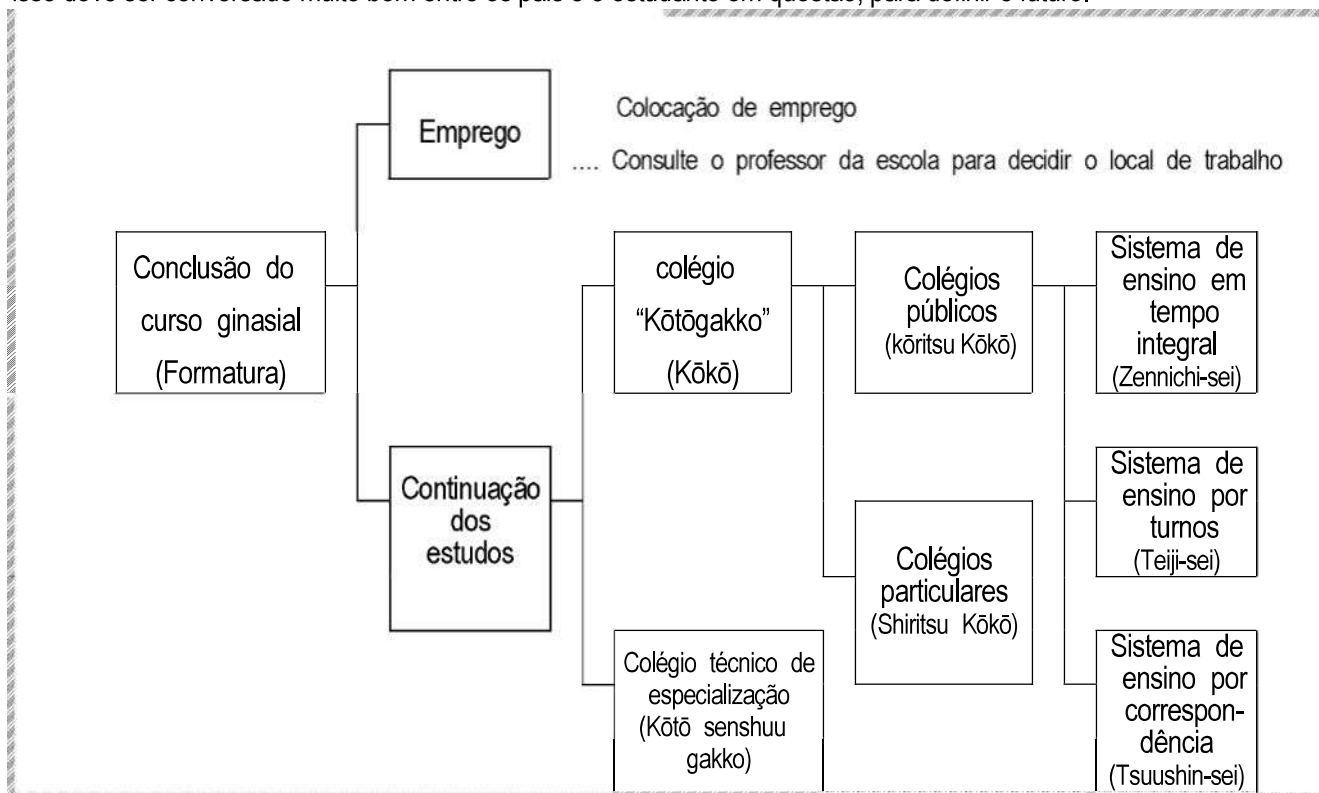 Emprego
Colocação de emprego
.... Consulte o professor da escola para decidir o local de trabalho
Conclusão do
curso ginasial
(Formatura)
Continuação
dos
estudos
colégio
“Kōtōgakko”
(Kōkō)
Colégio técnico de
especialização
(Kōtō senshuu
gakko)
Colégios
públicos
(kōritsu Kōkō)
Colégios
particulares
(Shiritsu Kōkō)
Sistema de
ensino em
tempo
integral
(Zennichi-sei)
Sistema de
ensino por
turnos
(Teiji-sei)
Sistema de
ensino por
correspon-
dência
(Tsuushin-sei)